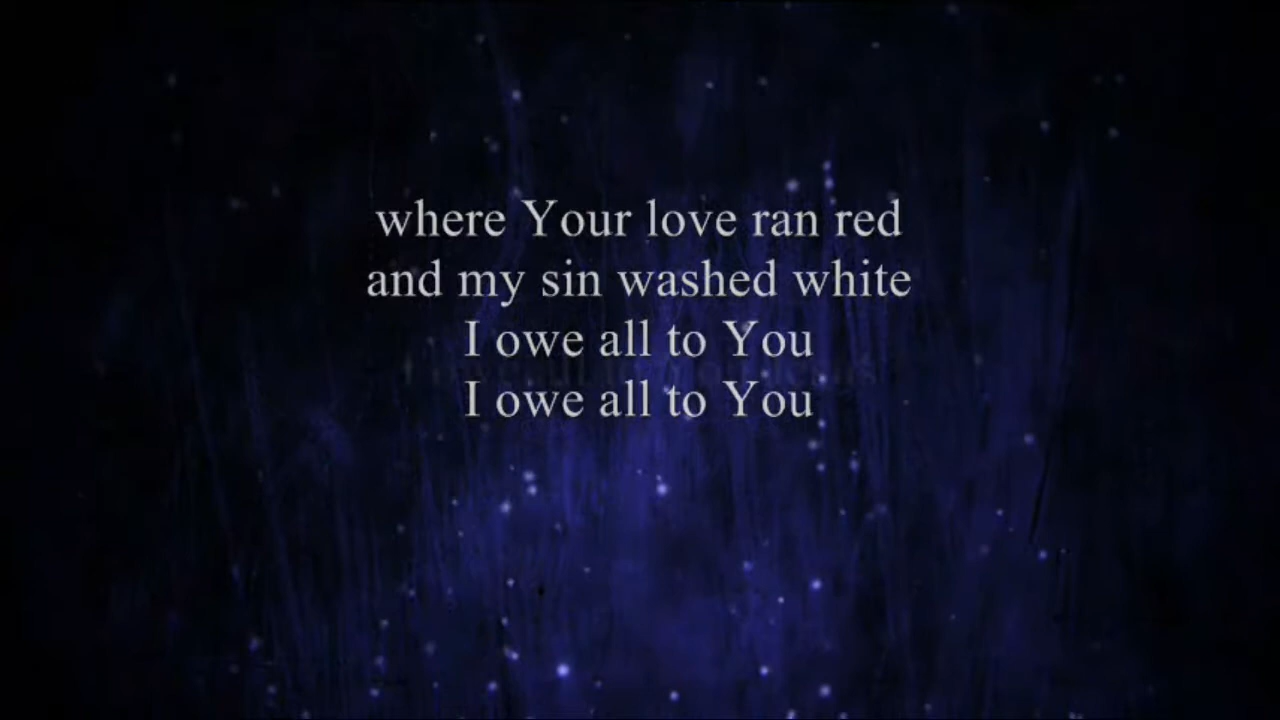 where Your love ran red
and my sin washed white
I owe all to You
I owe all to You